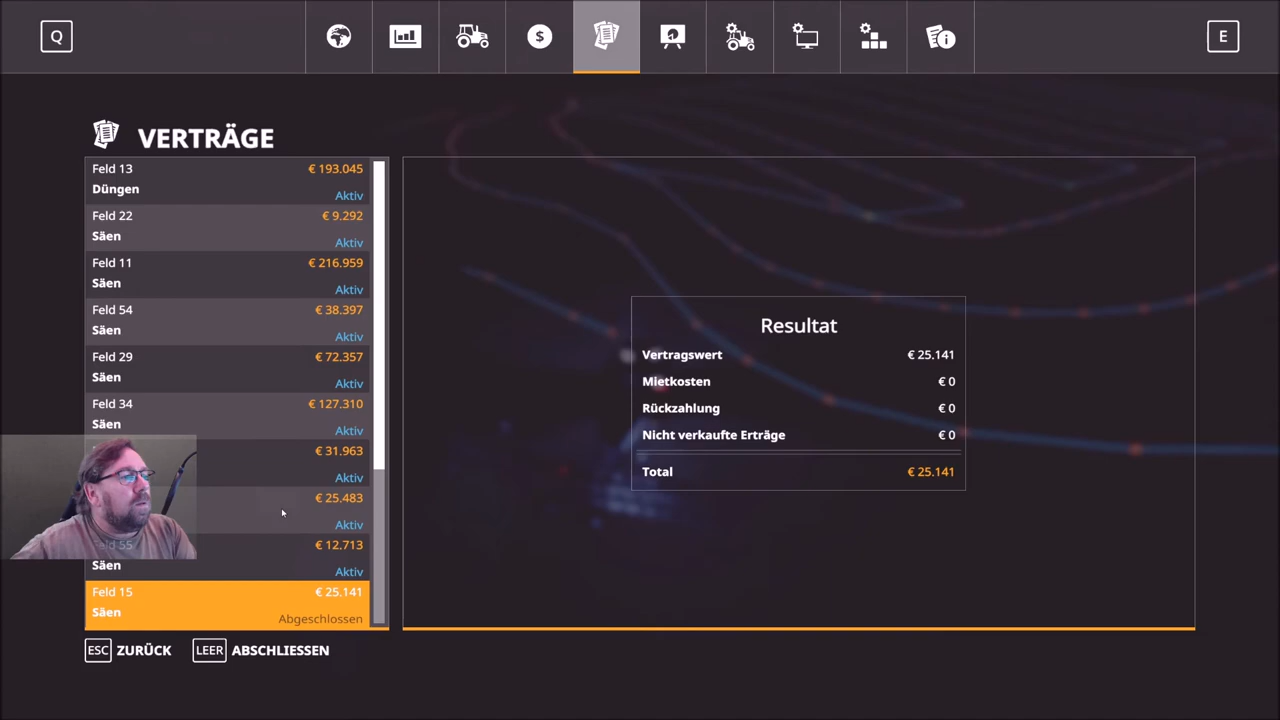 Q
$
E
VERTRÄGE
Feld 13 € 193.045
Düngen
Aktiv
Feld 22 € 9.292
Säen
Aktiv
Feld 11 € 216.959
Säen
Aktiv
Feld 54 € 38.397
Säen
Aktiv
Feld 29 € 72.357
Säen
Aktiv
Feld 34 € 127.310
Säen
Aktiv
€ 31.963
Aktiv
€ 25.483
Aktiv
Feld 55 € 12.713
Säen
Aktiv
Feld 15 € 25.141
Säen
Abgeschlossen
Resultat
Vertragswert € 25.141
Mietkosten € 0
Rückzahlung € 0
Nicht verkaufte Erträge € 0
Total € 25.141
ESC ZURÜCK LEER ABSCHLIESSEN